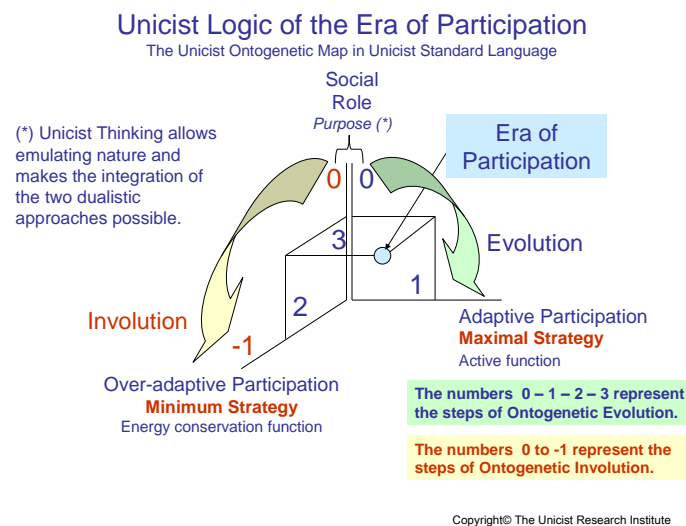 Unicist Logic of the Era of Participation
The Unicist Ontogenetic Map in Unicist Standard Language
Social
Role
Purpose (*)
(*) Unicist Thinking allows
emulating nature and
makes the integration of
the two dualistic
approaches possible.
Era of
Participation
0
0
3
Evolution
1
2
Involution
-1
Adaptive Participation
Maximal Strategy
Active function
Over-adaptive Participation
Minimum Strategy
Energy conservation function
The numbers 0 – 1 – 2 – 3 represent
the steps of Ontogenetic Evolution.
The numbers 0 to -1 represent the
steps of Ontogenetic Involution.
Copyright© The Unicist Research Institute